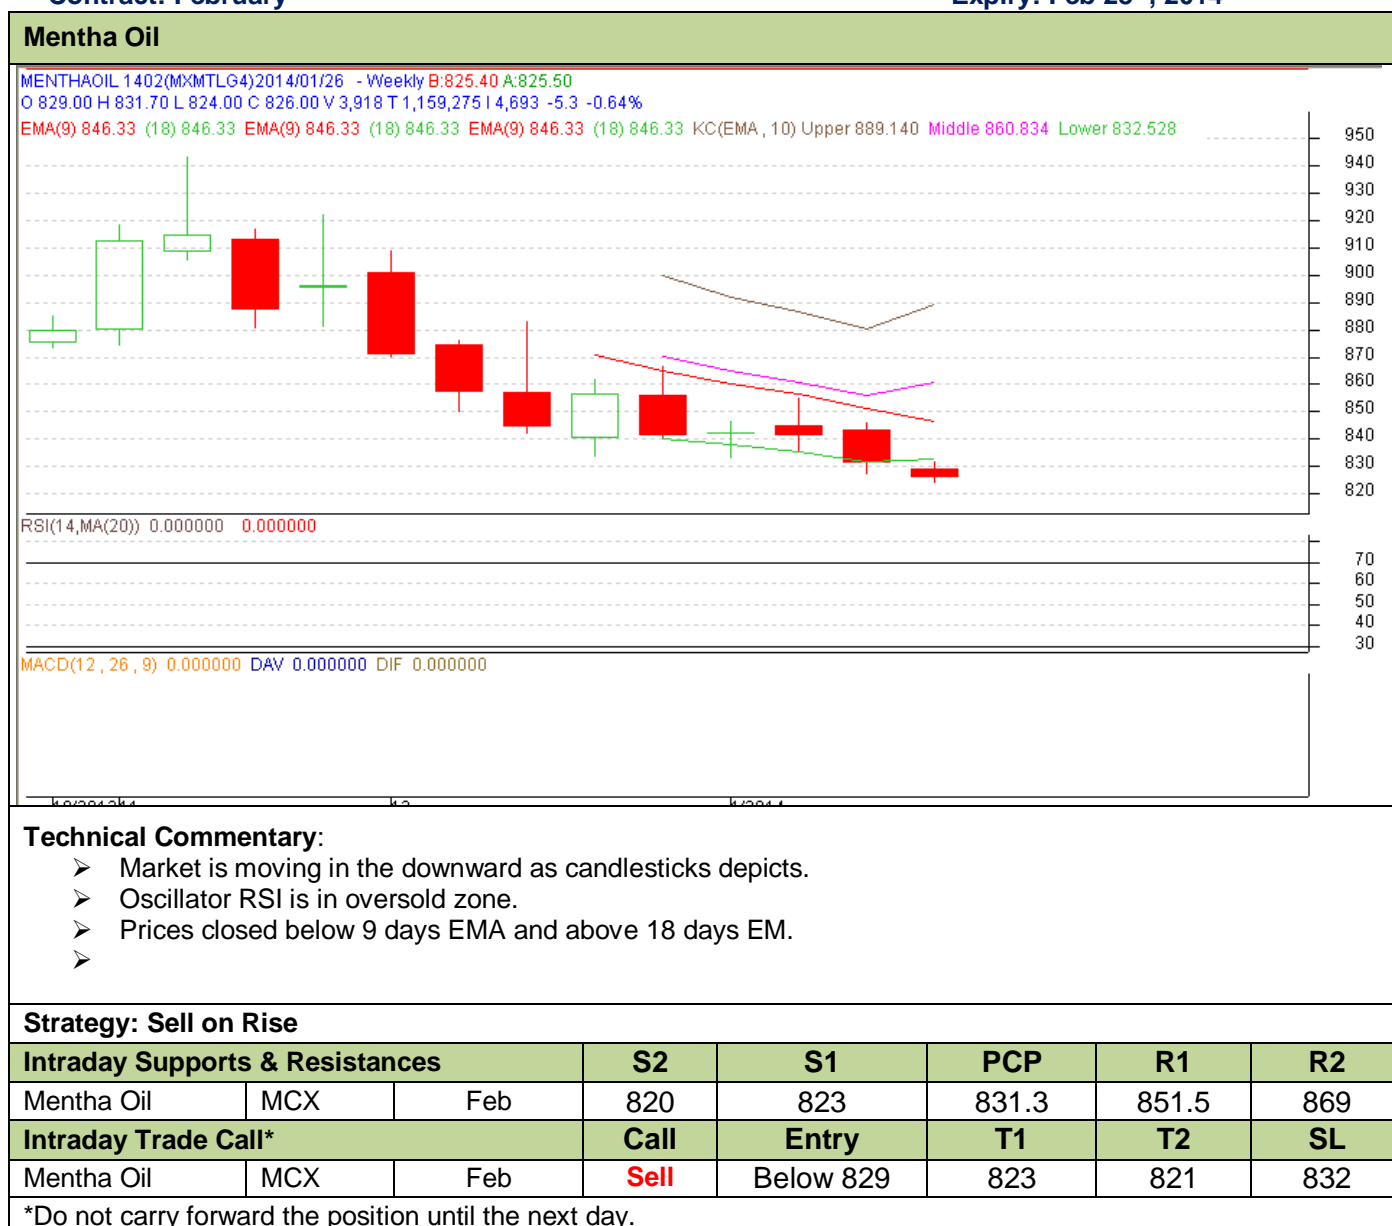 Contract: February Expiry: Feb
Mentha Oil
MENTHAOIL 1402(MXMTLG4)2014/01/26 - Weekly B:825.40 A:825.50
O 829.00 H 831.70 L 824.00 C 826.00 V 3,918 T 1,159,275 I 4,693 -5.3 -0.64%
EMA(9) 846.33 (18) 846.33 EMA(9) 846.33 (18) 846.33 EMA(9) 846.33 (18) 846.33 KC(EMA , 10) Upper 889.140 Middle 860.834 Lower 832.528
950
940
930
920
910
900
890
880
870
860
850
840
830
820
RSI(14,MA(20)) 0.000000 0.000000
70
60
50
40
30
MACD(12 , 26 , 9) 0.000000 DAV 0.000000 DIF 0.000000
Technical Commentary:
➢ Market is moving in the downward as candlesticks depicts.
➢ Oscillator RSI is in oversold zone.
➢ Prices closed below 9 days EMA and above 18 days EM.
➢
Strategy: Sell on Rise
Intraday Supports & Resistances S2 S1 PCP R1 R2
Mentha Oil MCX Feb 820 823 831.3 851.5 869
Intraday Trade Call* Call Entry T1 T2 SL
Mentha Oil MCX Feb Sell Below 829 823 821 832
*Do not carry forward the position until the next day.